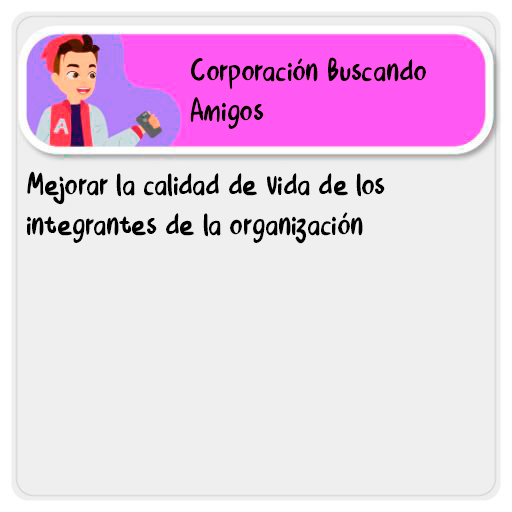 Corporación Buscando
Amigos
A
Mejorar la calidad de Vida de los
integrantes de la organización